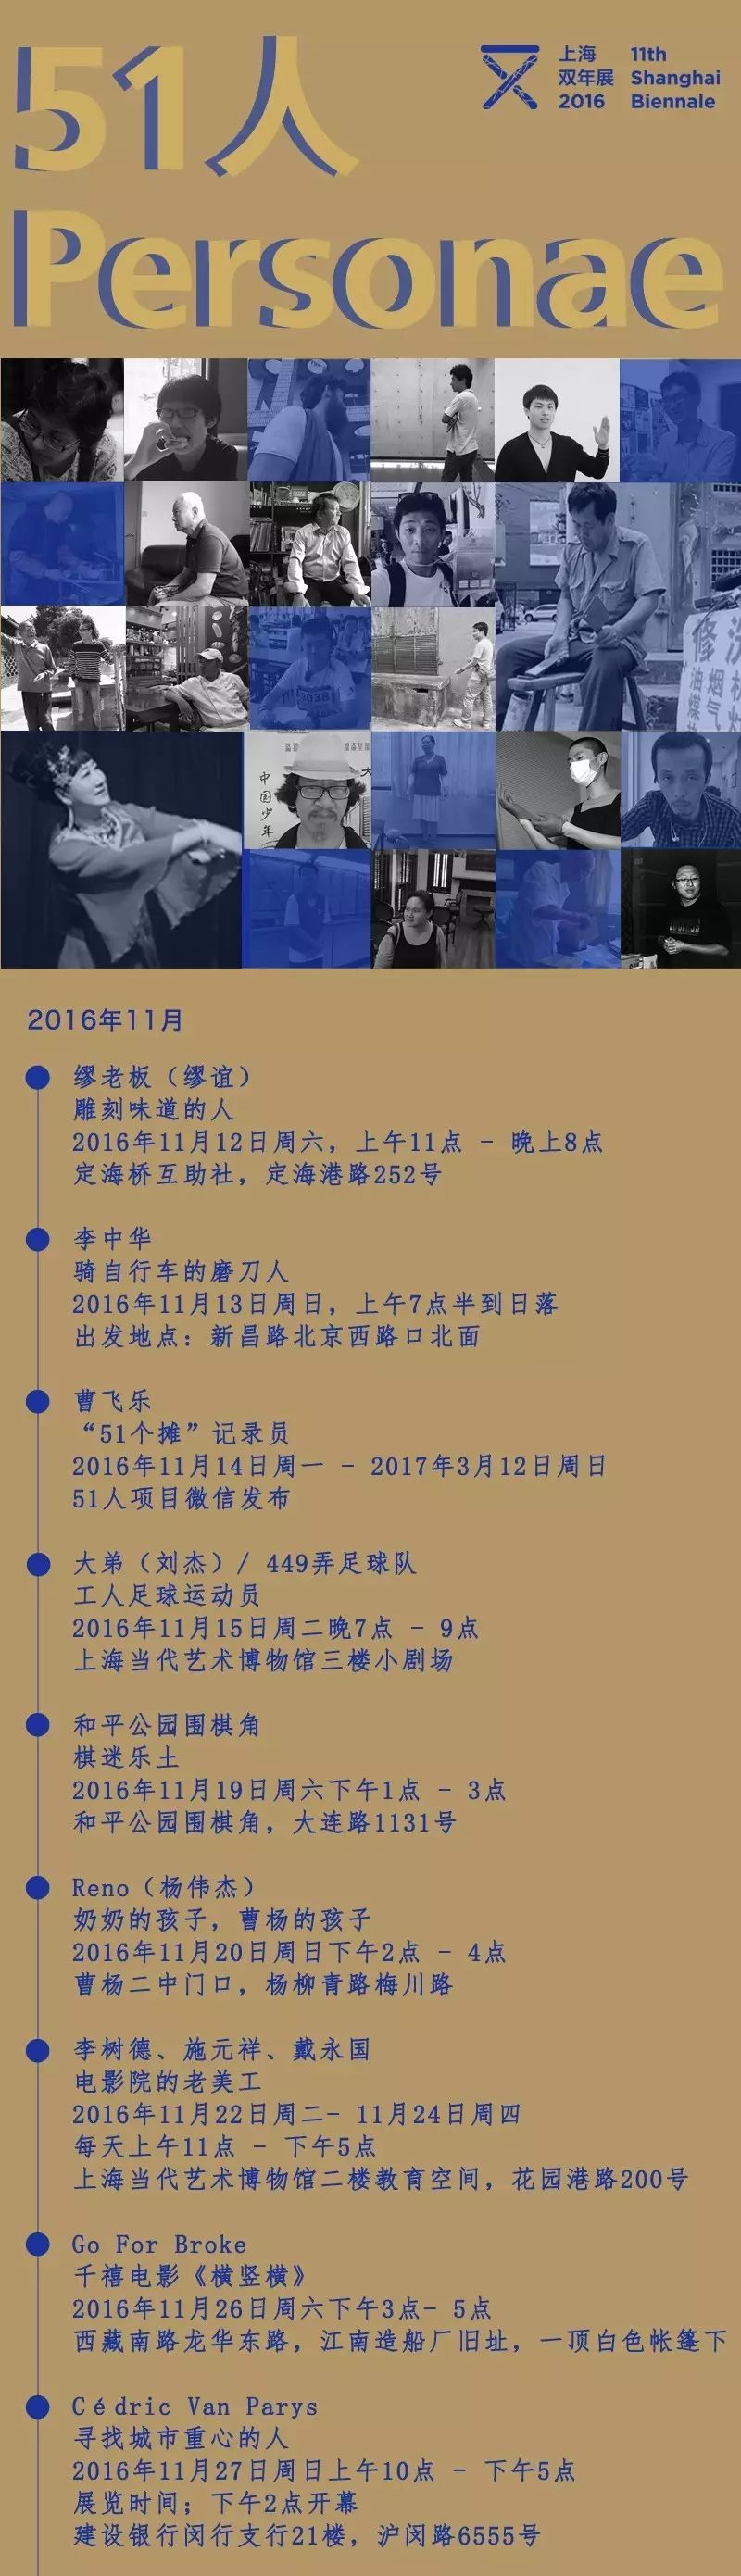 51人
Personae
上海
双年展
2016
11th
Shanghai
Biennale
修
洗
油烟机
烟气
3038
中国少年
大
2016年11月
缪老板（缪谊）
雕刻味道的人
2016年11月12日周六，上午11点 - 晚上8点
定海桥互助社，定海港路252号
李中华
骑自行车的磨刀人
2016年11月13日周日，上午7点半到日落
出发地点：新昌路北京西路口北面
曹飞乐
“51个摊”记录员
2016年11月14日周一 - 2017年3月12日周日
51人项目微信发布
大弟（刘杰）/ 449弄足球队
工人足球运动员
2016年11月15日周二晚7点 - 9点
上海当代艺术博物馆三楼小剧场
和平公园围棋角
棋迷乐土
2016年11月19日周六下午1点 - 3点
和平公园围棋角，大连路1131号
Reno（杨伟杰）
奶奶的孩子，曹杨的孩子
2016年11月20日周日下午2点 - 4点
曹杨二中门口，杨柳青路梅川路
李树德、施元祥、戴永国
电影院的老美工
2016年11月22日周二- 11月24日周四
每天上午11点 - 下午5点
上海当代艺术博物馆二楼教育空间，花园港路200号
Go For Broke
千禧电影《横竖横》
2016年11月26日周六下午3点- 5点
西藏南路龙华东路，江南造船厂旧址，一顶白色帐篷下
Cédric Van Parys
寻找城市重心的人
2016年11月27日周日上午10点 - 下午5点
展览时间；下午2点开幕
建设银行闵行支行21楼，沪闵路6555号